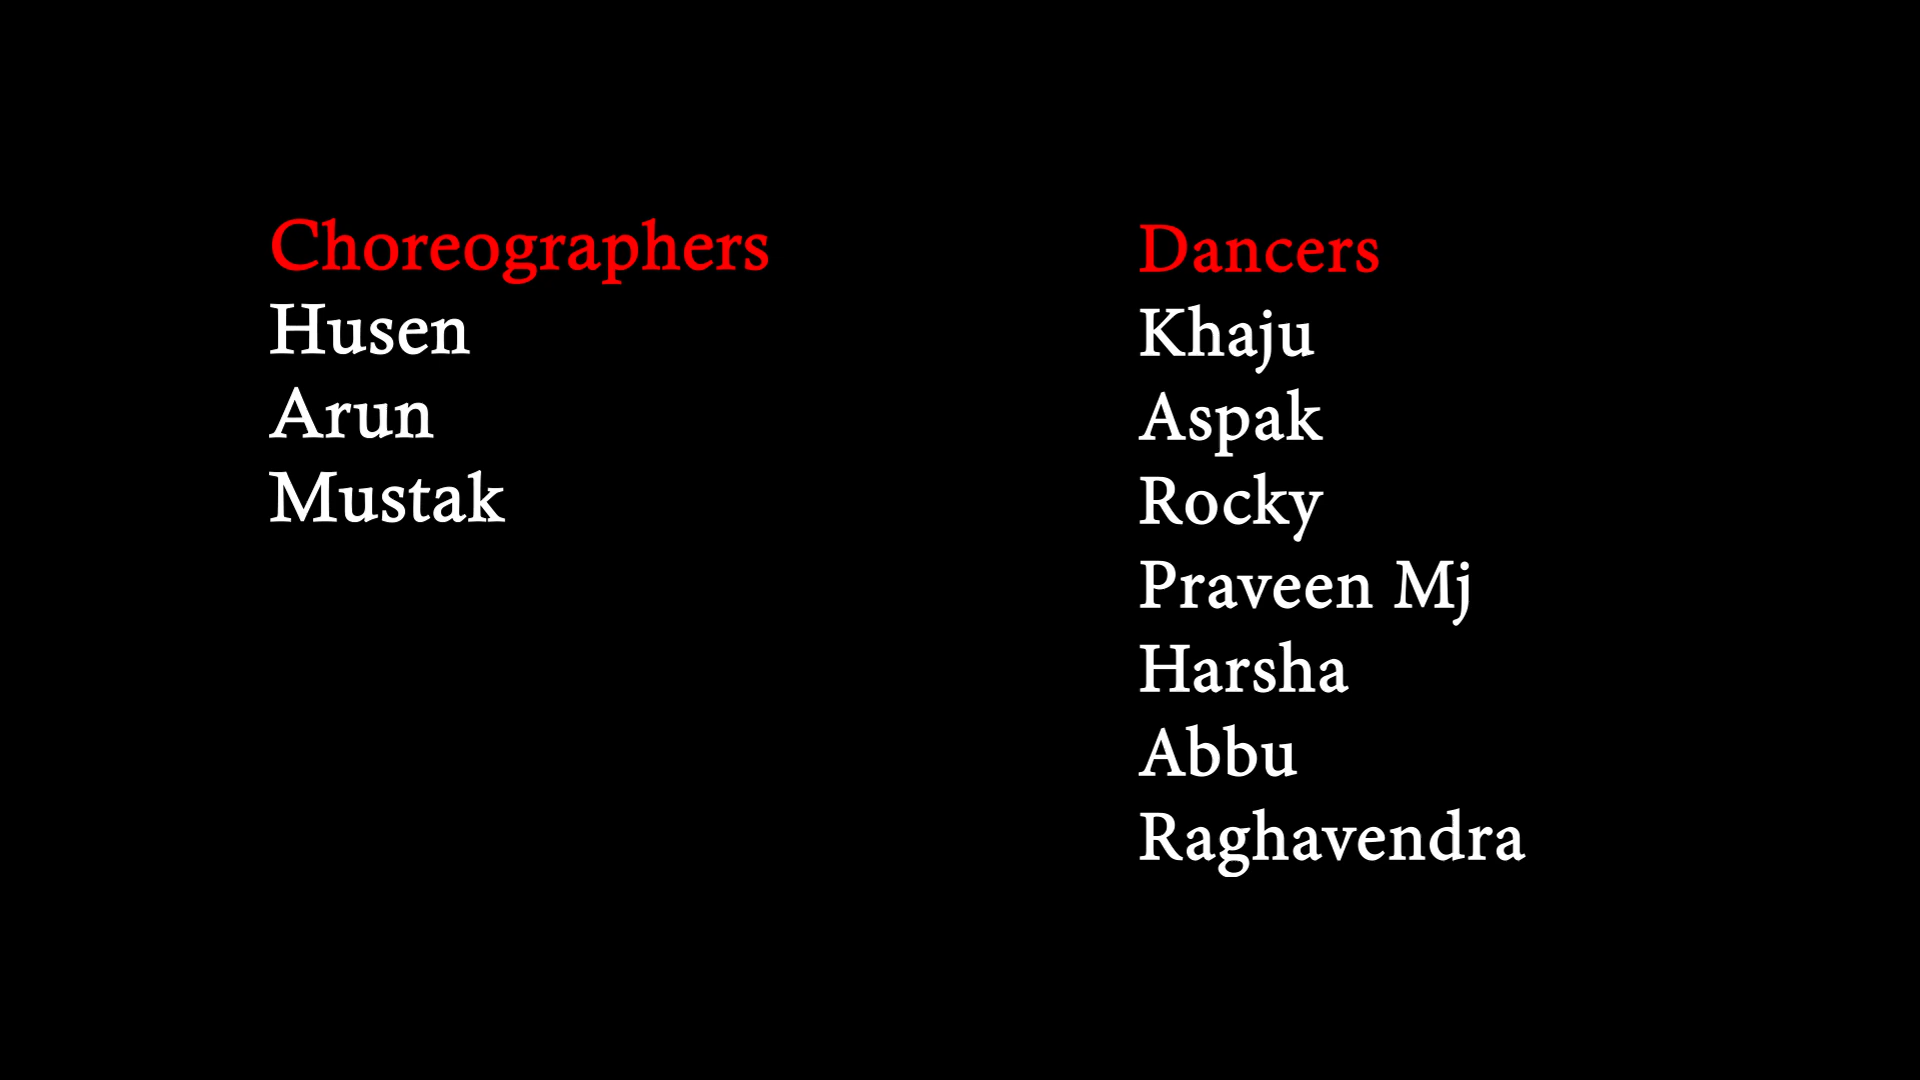 Choreographers
Husen
Arun
Mustak
Dancers
Khaju
Aspak
Rocky
Praveen Mj
Harsha
Abbu
Raghavendra